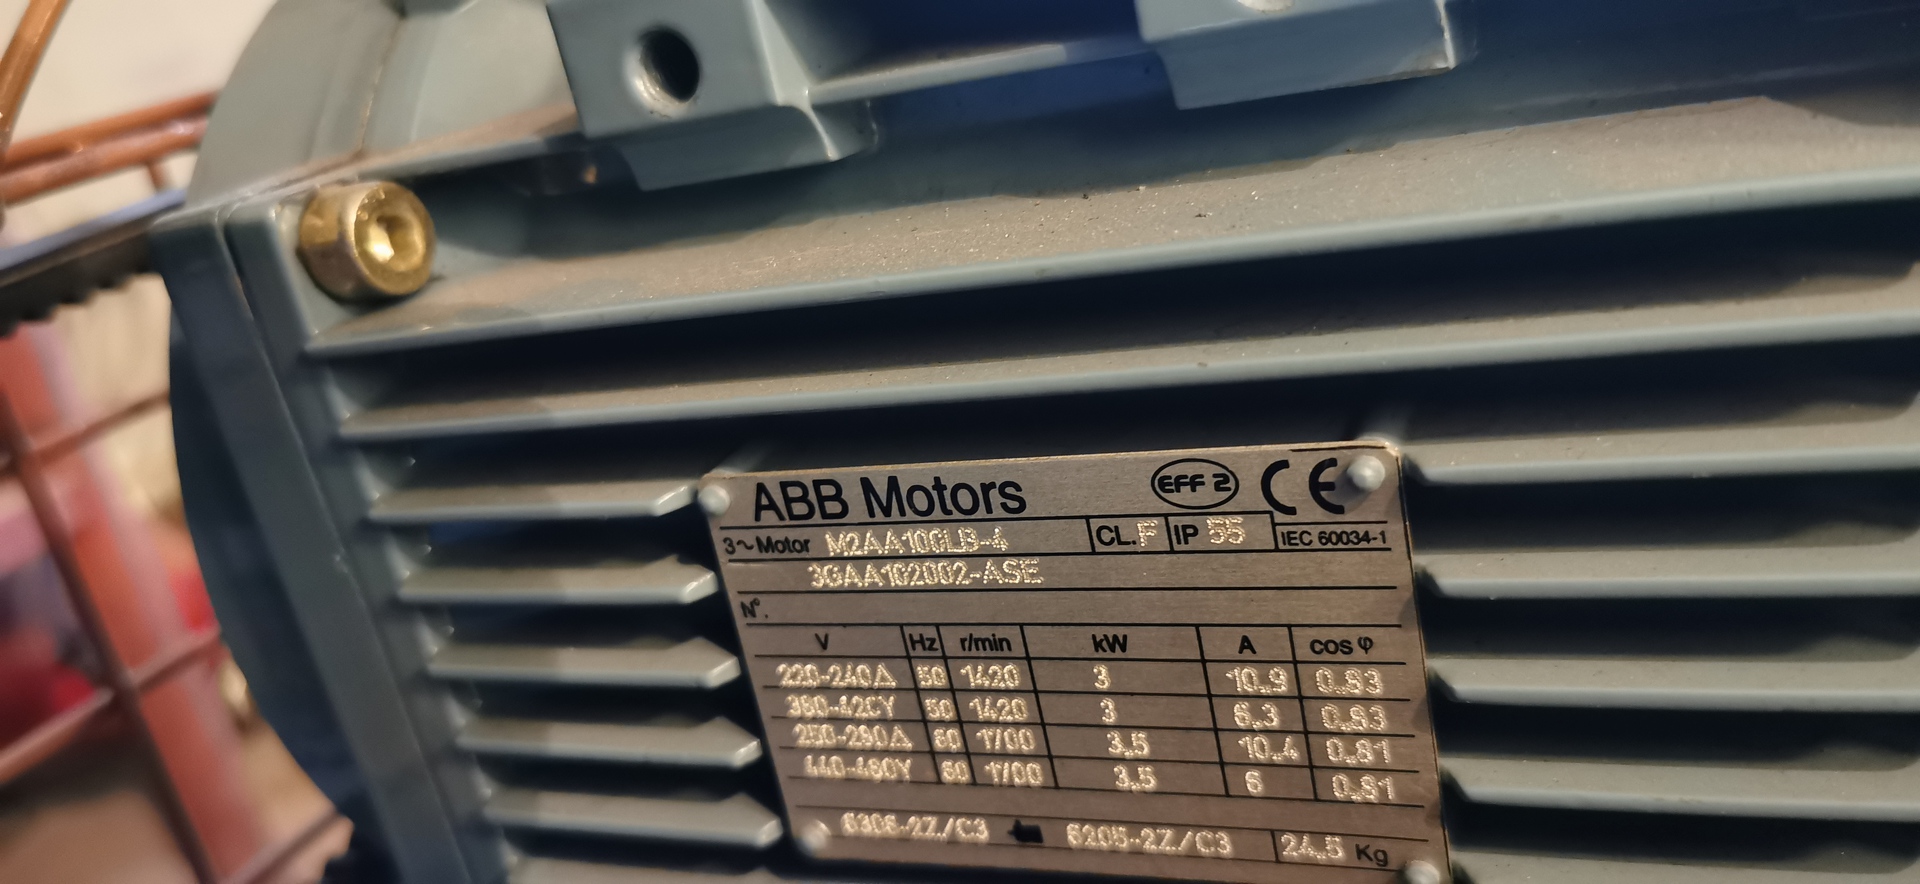 ABB Motors EFF 2 CE
3~Motor M2AA100LB-4 CL. F IP 55 IEC 60034-1
3GAA102002-ASE
N°.
V Hz r/min kW A cos φ
220-240Δ 50 1420 3 10.9 0.83
380-420Y 50 1420 3 6.3 0.83
250-280Δ 60 1700 3.5 10.4 0.81
440-480Y 60 1700 3.5 6 0.81
6306-2Z/C3 6205-2Z/C3 24.5 Kg